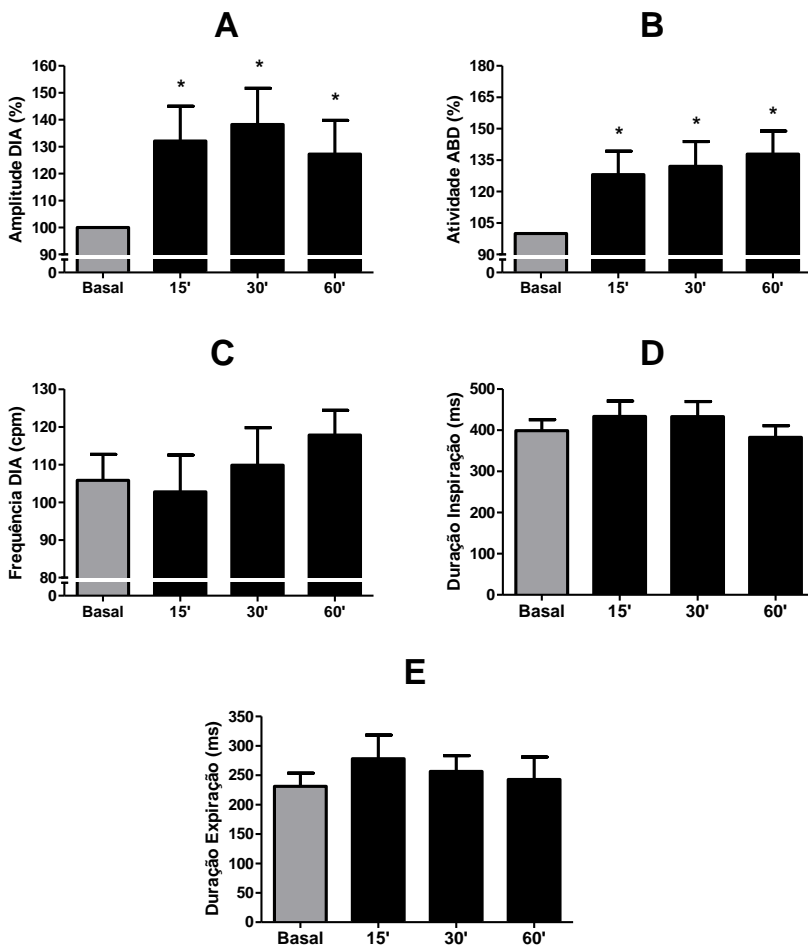 A
Amplitude DIA (%)
160
150
140
130
120
110
100
90
0
*
*
*
Basal 15' 30' 60'
B
Atividade ABD (%)
180
165
150
135
120
105
90
0
*
*
*
Basal 15' 30' 60'
C
Frequência DIA (cpm)
130
120
110
100
90
80
0
Basal 15' 30' 60'
D
Duração Inspiração (ms)
500
400
300
200
100
0
Basal 15' 30' 60'
E
Duração Expiração (ms)
350
300
250
200
150
100
50
0
Basal 15' 30' 60'